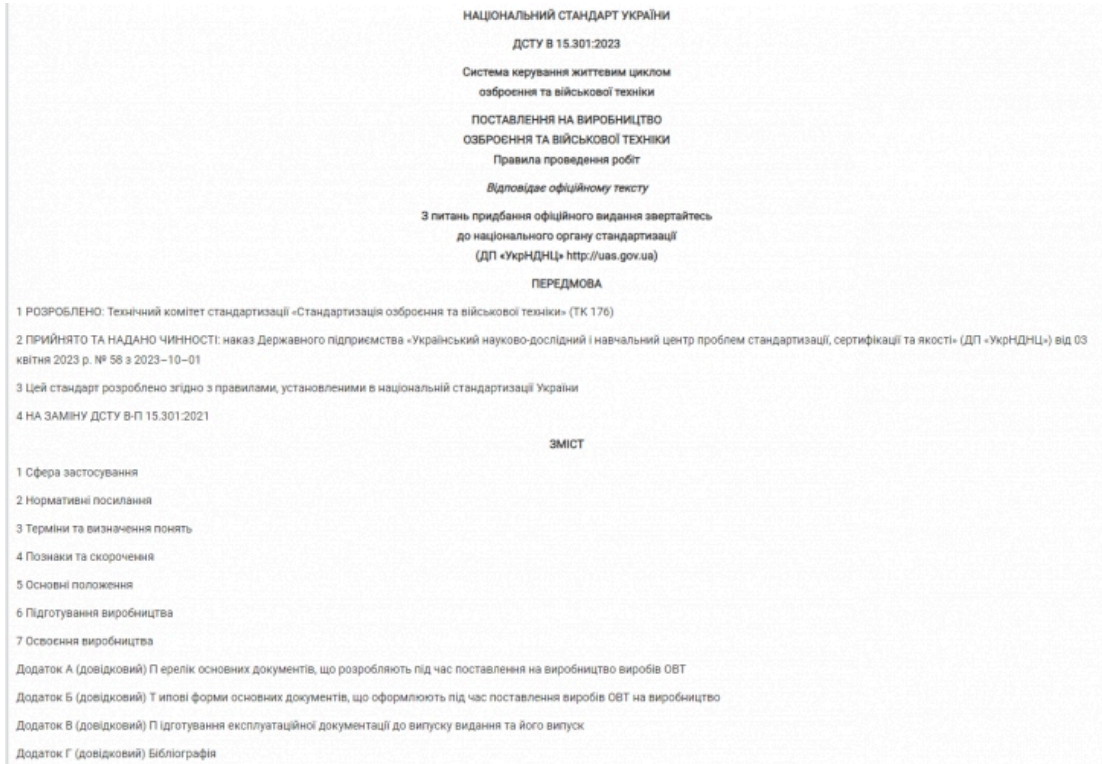 НАЦІОНАЛЬНИЙ СТАНДАРТ УКРАЇНИ
ДСТУ В 15.301:2023
Система керування життєвим циклом
озброєння та військової техніки
ПОСТАВЛЕННЯ НА ВИРОБНИЦТВО
ОЗБРОЄННЯ ТА ВІЙСЬКОВОЇ ТЕХНІКИ
Правила проведення робіт
Відповідає офіційному тексту
З питань придбання офіційного видання звертайтесь
до національного органу стандартизації
(ДП «УкрНДНЦ» http://uas.gov.ua)
ПЕРЕДМОВА
1 РОЗРОБЛЕНО: Технічний комітет стандартизації «Стандартизація озброєння та військової техніки» (ТК 176)
2 ПРИЙНЯТО ТА НАДАНО ЧИННОСТІ: наказ Державного підприємства «Український науково-дослідний і навчальний центр проблем стандартизації, сертифікації та якості» (ДП «УкрНДНЦ») від 03
квітня 2023 р. № 58 з 2023–10–01
3 Цей стандарт розроблено згідно з правилами, установленими в національній стандартизації України
4 НА ЗАМІНУ ДСТУ В-П 15.301:2021
ЗМІСТ
1 Сфера застосування
2 Нормативні посилання
3 Терміни та визначення понять
4 Познаки та скорочення
5 Основні положення
6 Підготування виробництва
7 Освоєння виробництва
Додаток А (довідковий) П ерелік основних документів, що розробляють під час поставлення на виробництво виробів ОВТ
Додаток Б (довідковий) Т ипові форми основних документів, що оформлюють під час поставлення виробів ОВТ на виробництво
Додаток В (довідковий) П ідготування експлуатаційної документації до випуску видання та його випуск
Додаток Г (довідковий) Бібліографія